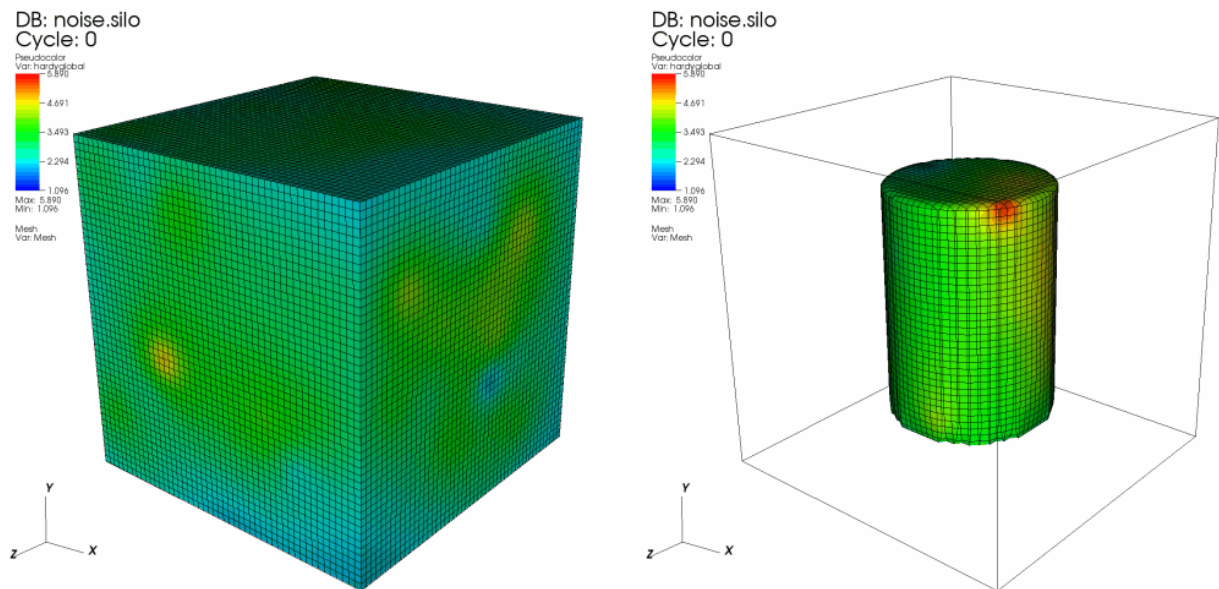 DB: noise.silo
Cycle: 0
Pseudocolor
Var: hardyglobal
5.890
4.691
3.493
2.294
1.096
Max: 5.890
Min: 1.096
Mesh
Var: Mesh
Y
Z
X
DB: noise.silo
Cycle: 0
Pseudocolor
Var: hardyglobal
5.890
4.691
3.493
2.294
1.096
Max: 5.890
Min: 1.096
Mesh
Var: Mesh
Y
Z
X